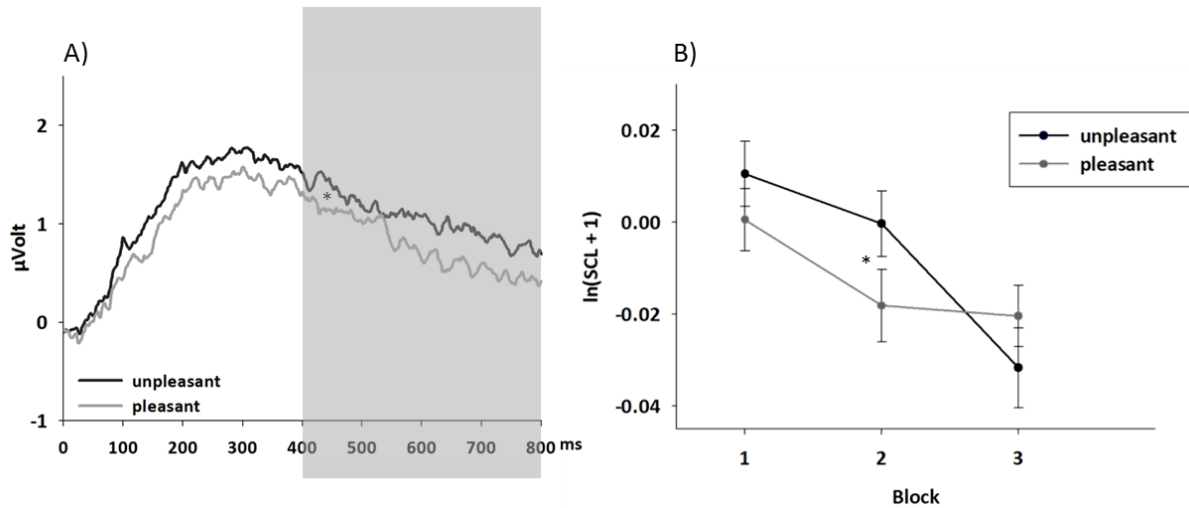 A)
µVolt
2
1
0
-1
*
unpleasant
pleasant
0 100 200 300 400 500 600 700 800 ms
B)
ln(SCL + 1)
0.02
0.00
-0.02
-0.04
unpleasant
pleasant
*
1 2 3
Block